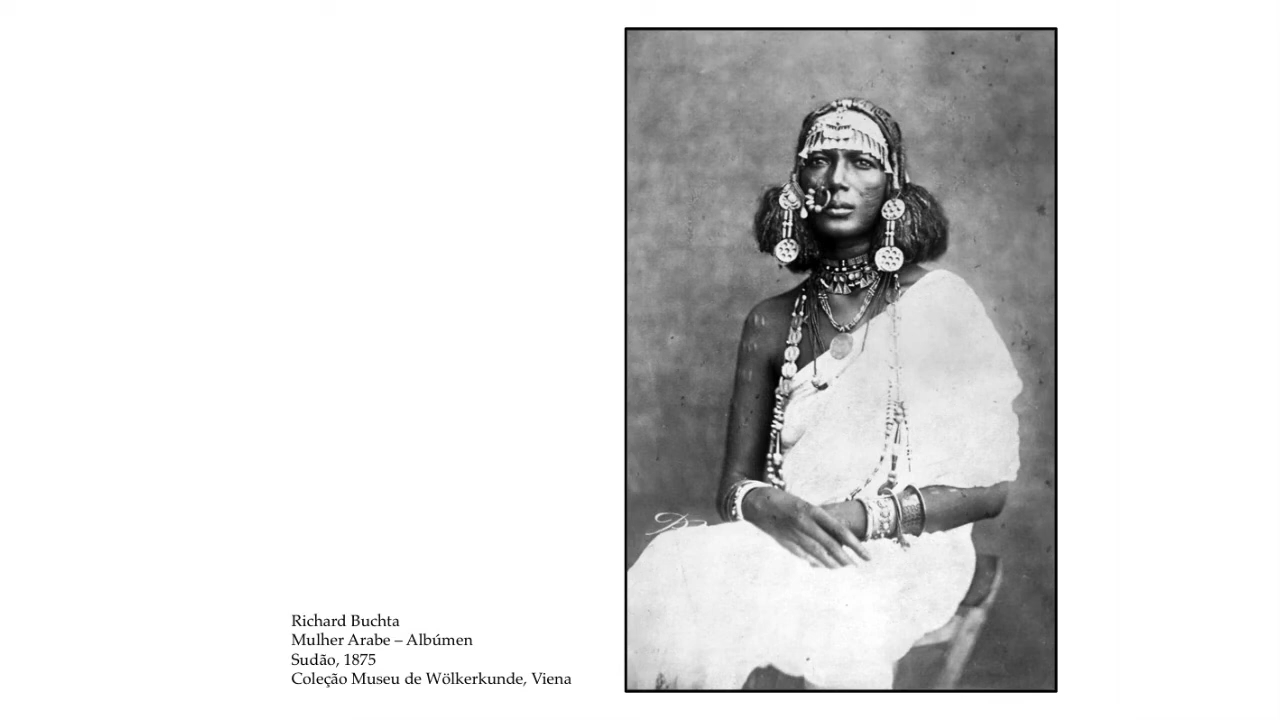 Richard Buchta
Mulher Arabe – Albúmen
Sudão, 1875
Coleção Museu de Wölkerkunde, Viena